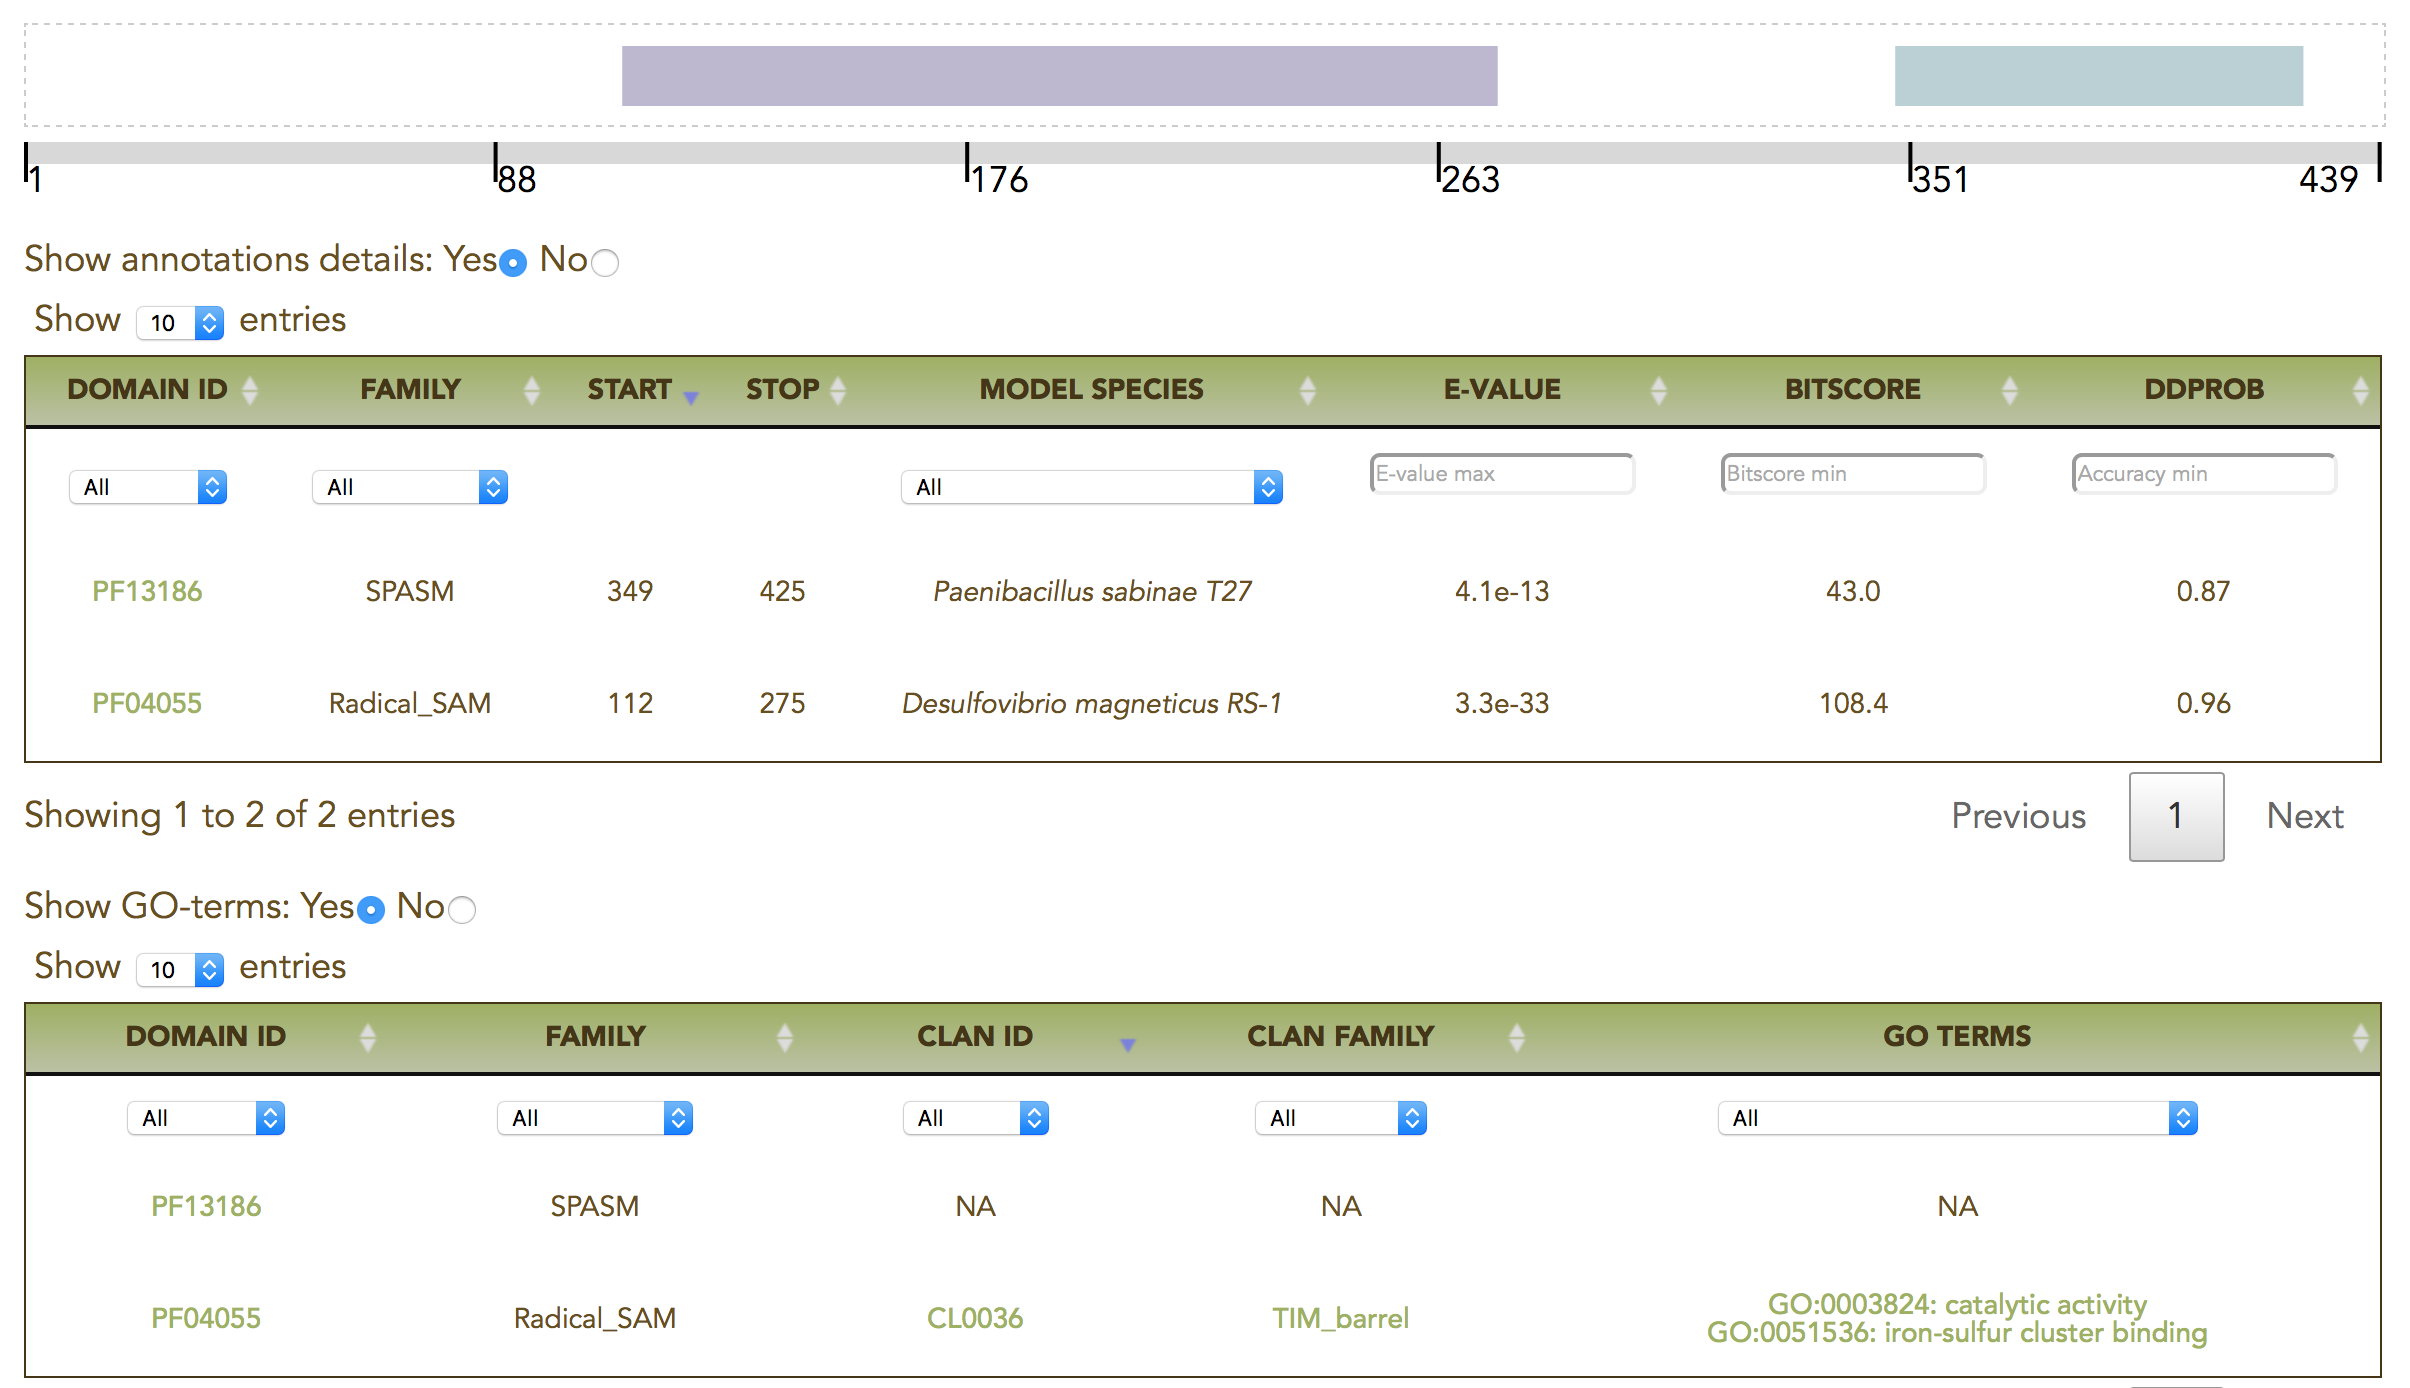 1 88 176 263 351 439
Show annotations details: Yes No
Show 10 entries
DOMAIN ID FAMILY START STOP MODEL SPECIES E-VALUE BITSCORE DDPROB
All All All E-value max Bitscore min Accuracy min
PF13186 SPASM 349 425 Paenibacillus sabinae T27 4.1e-13 43.0 0.87
PF04055 Radical_SAM 112 275 Desulfovibrio magneticus RS-1 3.3e-33 108.4 0.96
Showing 1 to 2 of 2 entries Previous 1 Next
Show GO-terms: Yes No
Show 10 entries
DOMAIN ID FAMILY CLAN ID CLAN FAMILY GO TERMS
All All All All All
PF13186 SPASM NA NA NA
PF04055 Radical_SAM CL0036 TIM_barrel GO:0003824: catalytic activity
GO:0051536: iron-sulfur cluster binding